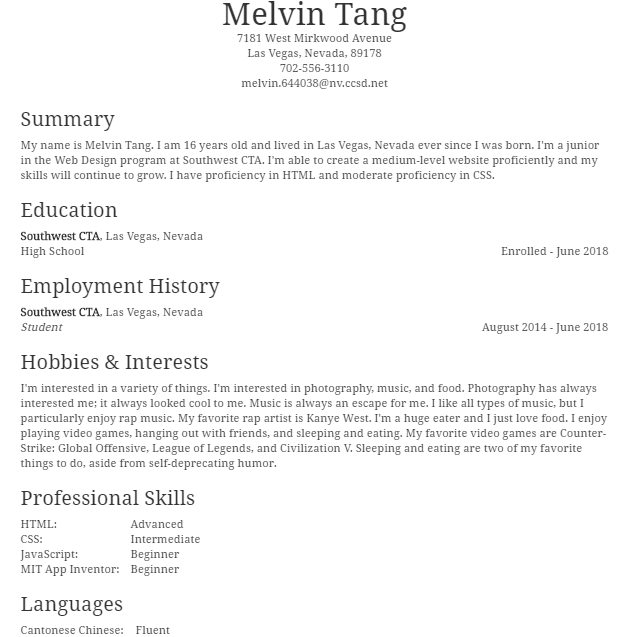 Melvin Tang
7181 West Mirkwood Avenue
Las Vegas, Nevada, 89178
702-556-3110
melvin.644038@nv.ccsd.net
Summary
My name is Melvin Tang. I am 16 years old and lived in Las Vegas, Nevada ever since I was born. I'm a junior
in the Web Design program at Southwest CTA. I'm able to create a medium-level website proficiently and my
skills will continue to grow. I have proficiency in HTML and moderate proficiency in CSS.
Education
Southwest CTA, Las Vegas, Nevada
High School Enrolled - June 2018
Employment History
Southwest CTA, Las Vegas, Nevada
Student August 2014 - June 2018
Hobbies & Interests
I'm interested in a variety of things. I'm interested in photography, music, and food. Photography has always
interested me; it always looked cool to me. Music is always an escape for me. I like all types of music, but I
particularly enjoy rap music. My favorite rap artist is Kanye West. I'm a huge eater and I just love food. I enjoy
playing video games, hanging out with friends, and sleeping and eating. My favorite video games are Counter-
Strike: Global Offensive, League of Legends, and Civilization V. Sleeping and eating are two of my favorite
things to do, aside from self-deprecating humor.
Professional Skills
HTML: Advanced
CSS: Intermediate
JavaScript: Beginner
MIT App Inventor: Beginner
Languages
Cantonese Chinese: Fluent